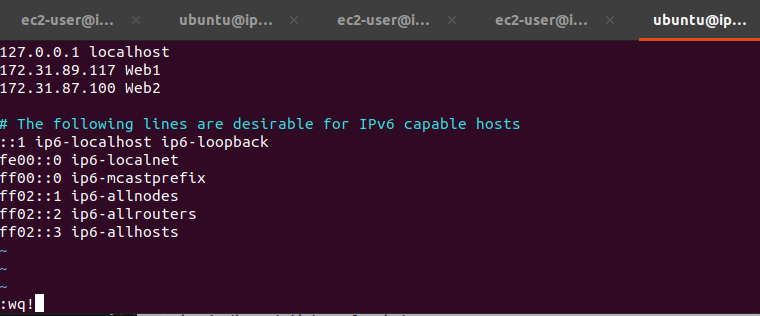 ec2-user@i... × ubuntu@ip... × ec2-user@i... × ec2-user@i... × ubuntu@ip...
127.0.0.1 localhost
172.31.89.117 Web1
172.31.87.100 Web2
# The following lines are desirable for IPv6 capable hosts
::1 ip6-localhost ip6-loopback
fe00::0 ip6-localnet
ff00::0 ip6-mcastprefix
ff02::1 ip6-allnodes
ff02::2 ip6-allrouters
ff02::3 ip6-allhosts
~
~
~
:wq!